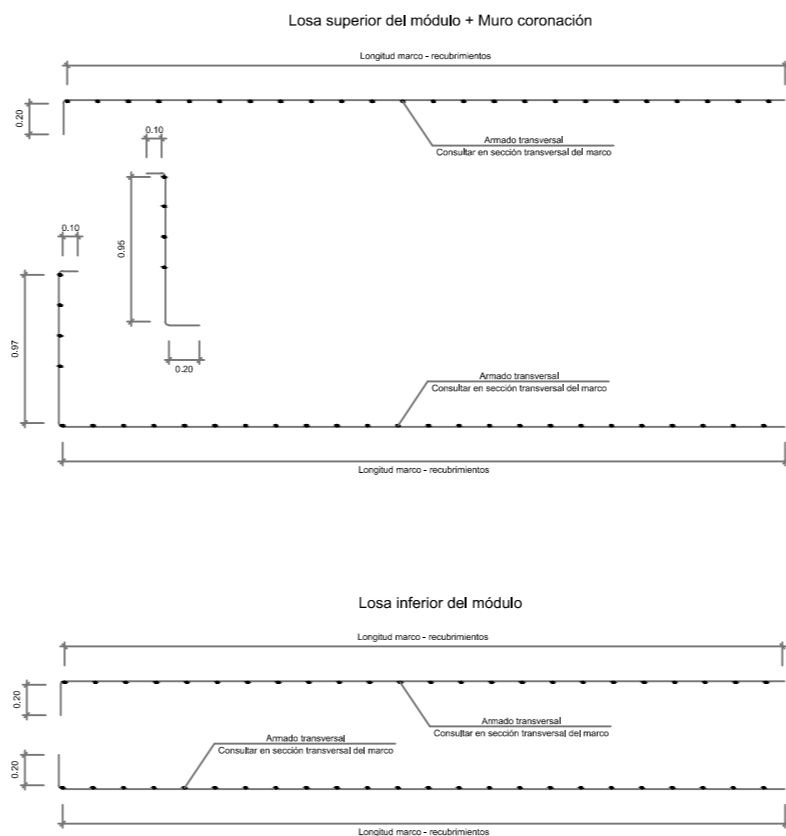 Losa superior del módulo + Muro coronación
Longitud marco - recubrimientos
0.20
Armado transversal
Consultar en sección transversal del marco
0.10
0.95
0.10
0.97
0.20
Armado transversal
Consultar en sección transversal del marco
Longitud marco - recubrimientos
Losa inferior del módulo
Longitud marco - recubrimientos
0.20
Armado transversal
Consultar en sección transversal del marco
Armado transversal
Consultar en sección transversal del marco
0.20
Longitud marco - recubrimientos